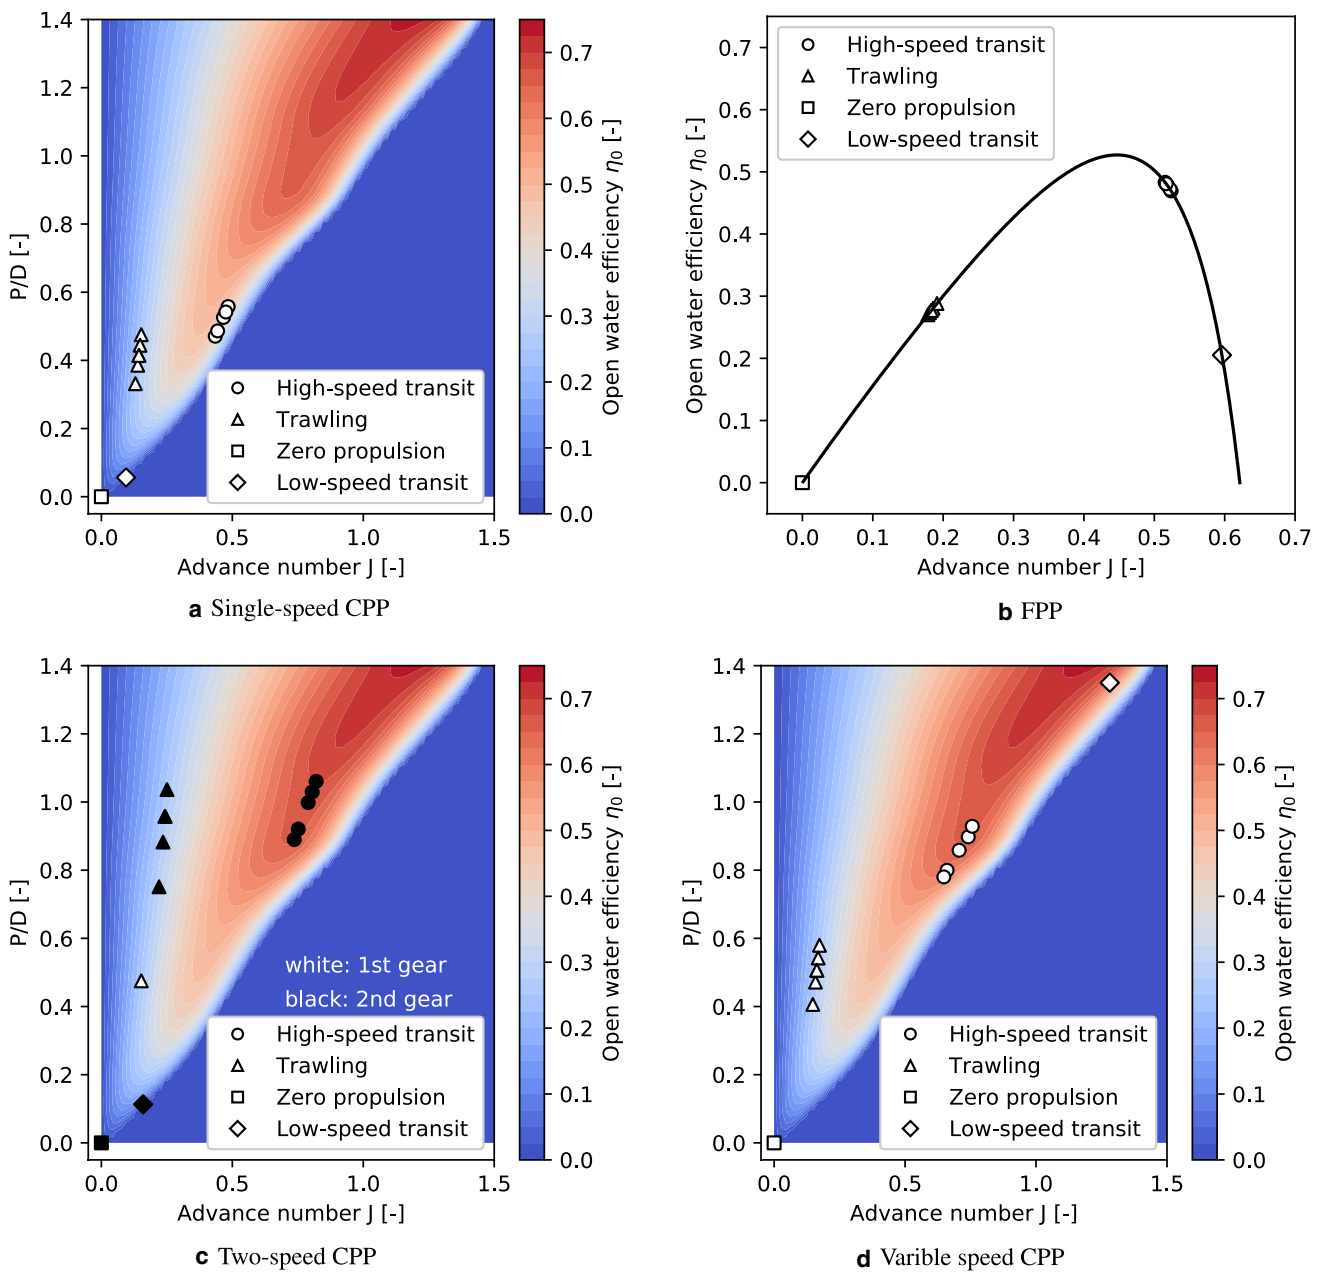 1.4
1.2
1.0
0.8
0.6
0.4
0.2
0.0
P/D [-]
High-speed transit
Trawling
Zero propulsion
Low-speed transit
0.0 0.5 1.0 1.5
Advance number J [-]
0.7
0.6
0.5
0.4
0.3
0.2
0.1
0.0
Open water efficiency η0 [-]
a Single-speed CPP
0.7
0.6
0.5
0.4
0.3
0.2
0.1
0.0
Open water efficiency η0 [-]
High-speed transit
Trawling
Zero propulsion
Low-speed transit
0.0 0.1 0.2 0.3 0.4 0.5 0.6 0.7
Advance number J [-]
b FPP
1.4
1.2
1.0
0.8
0.6
0.4
0.2
0.0
P/D [-]
white: 1st gear
black: 2nd gear
High-speed transit
Trawling
Zero propulsion
Low-speed transit
0.0 0.5 1.0 1.5
Advance number J [-]
0.7
0.6
0.5
0.4
0.3
0.2
0.1
0.0
Open water efficiency η0 [-]
c Two-speed CPP
1.4
1.2
1.0
0.8
0.6
0.4
0.2
0.0
P/D [-]
High-speed transit
Trawling
Zero propulsion
Low-speed transit
0.0 0.5 1.0 1.5
Advance number J [-]
0.7
0.6
0.5
0.4
0.3
0.2
0.1
0.0
Open water efficiency η0 [-]
d Varible speed CPP